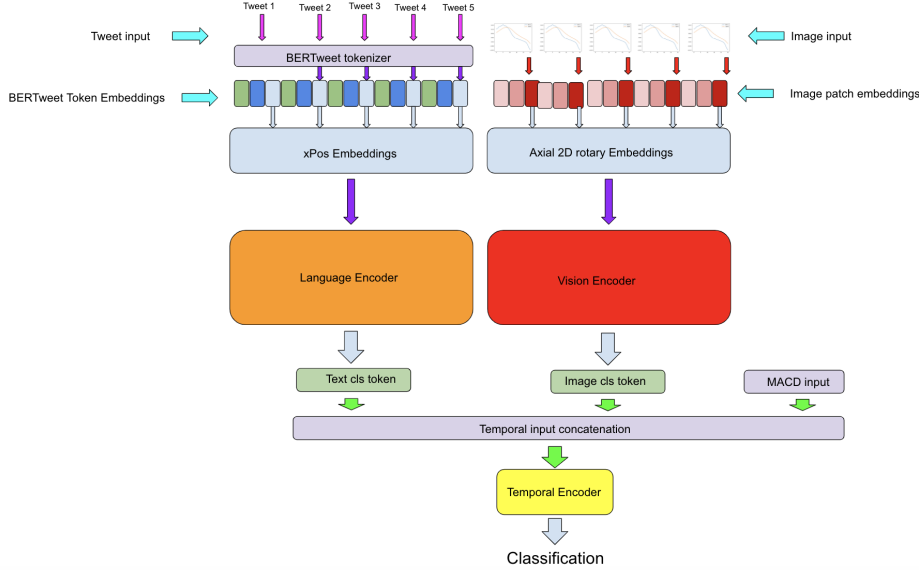 Tweet 1
Tweet 2
Tweet 3
Tweet 4
Tweet 5
Tweet input
Image input
BERTweet tokenizer
BERTweet Token Embeddings
Image patch embeddings
xPos Embeddings
Axial 2D rotary Embeddings
Language Encoder
Vision Encoder
Text cls token
Image cls token
MACD input
Temporal input concatenation
Temporal Encoder
Classification